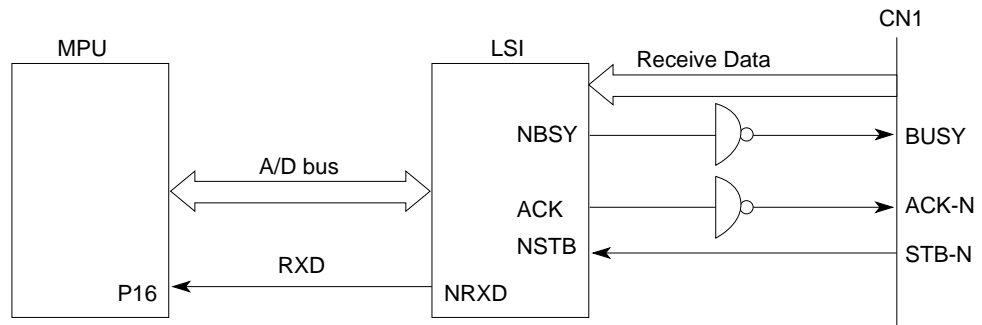 CN1
MPU
LSI
Receive Data
NBSY
BUSY
A/D bus
ACK
ACK-N
NSTB
STB-N
RXD
P16
NRXD